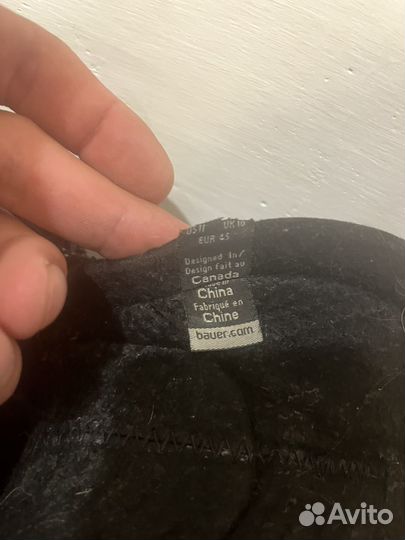 US 11 UK 10
EUR 45
Designed In/
Design fait au
Canada
China
Fabriqué en
Chine
bauer.com
Avito